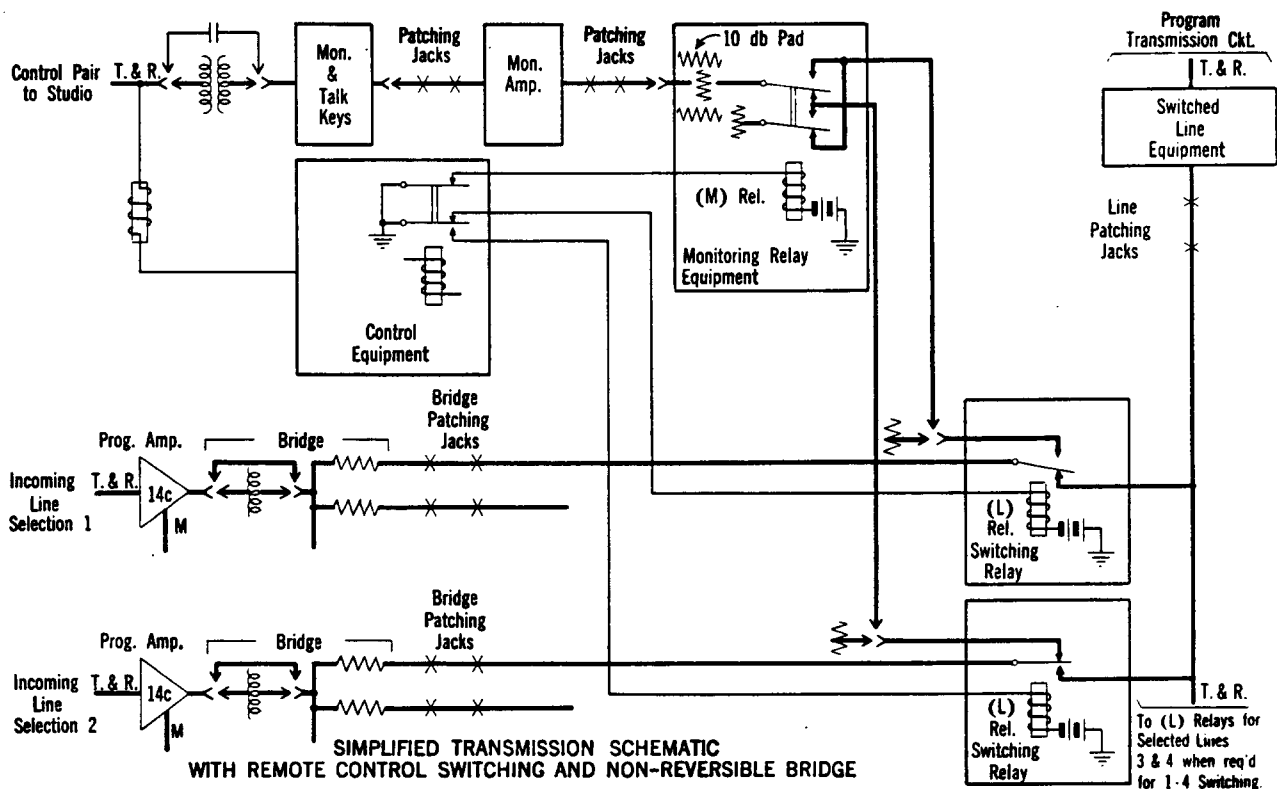 Control Pair
to Studio
T. & R.
Mon.
&
Talk
Keys
Patching
Jacks
Mon.
Amp.
Patching
Jacks
10 db Pad
(M) Rel.
Monitoring Relay
Equipment
Program
Transmission Ckt.
T. & R.
Switched
Line
Equipment
Line
Patching
Jacks
Control
Equipment
Bridge
Patching
Jacks
Prog. Amp.
Bridge
Incoming
Line
Selection 1
T. & R.
14c
M
(L)
Rel.
Switching
Relay
Bridge
Patching
Jacks
Prog. Amp.
Bridge
Incoming
Line
Selection 2
T. & R.
14c
M
(L)
Rel.
Switching
Relay
T. & R.
To (L) Relays for
Selected Lines
3 & 4 when req'd
for 1-4 Switching.
SIMPLIFIED TRANSMISSION SCHEMATIC
WITH REMOTE CONTROL SWITCHING AND NON-REVERSIBLE BRIDGE